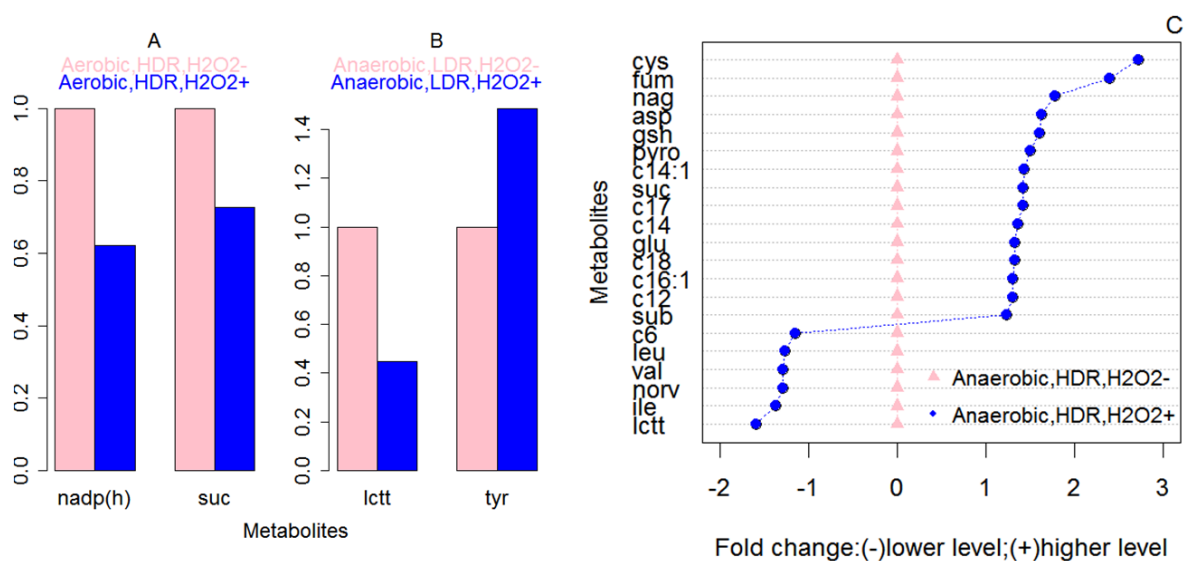 A
Aerobic,HDR,H2O2-
Aerobic,HDR,H2O2+
1.0
0.8
0.6
0.4
0.2
0.0
nadp(h)
suc
B
Anaerobic,LDR,H2O2-
Anaerobic,LDR,H2O2+
1.4
1.2
1.0
0.8
0.6
0.4
0.2
0.0
lctt
tyr
Metabolites
C
Metabolites
cys
fum
nag
asp
gsh
pyro
c14:1
suc
c17
c14
glu
c18
c16:1
c12
sub
c6
leu
val
norv
ile
lctt
Anaerobic,HDR,H2O2-
Anaerobic,HDR,H2O2+
-2
-1
0
1
2
3
Fold change:(-)lower level;(+)higher level